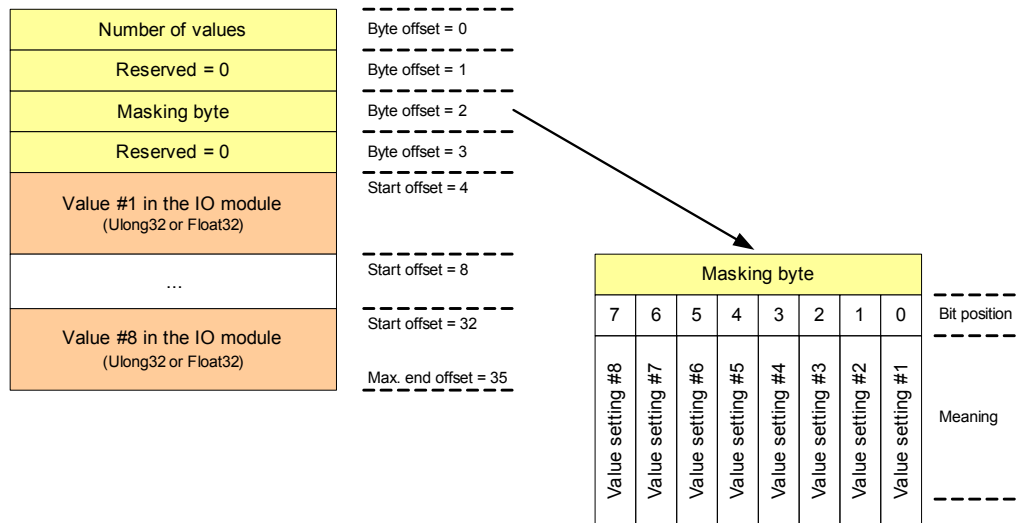 Number of values
Byte offset = 0
Reserved = 0
Byte offset = 1
Masking byte
Byte offset = 2
Reserved = 0
Byte offset = 3
Value #1 in the IO module
(Ulong32 or Float32)
Start offset = 4
...
Start offset = 8
Value #8 in the IO module
(Ulong32 or Float32)
Start offset = 32
Max. end offset = 35
Masking byte
7 6 5 4 3 2 1 0
Bit position
Value setting #8
Value setting #7
Value setting #6
Value setting #5
Value setting #4
Value setting #3
Value setting #2
Value setting #1
Meaning